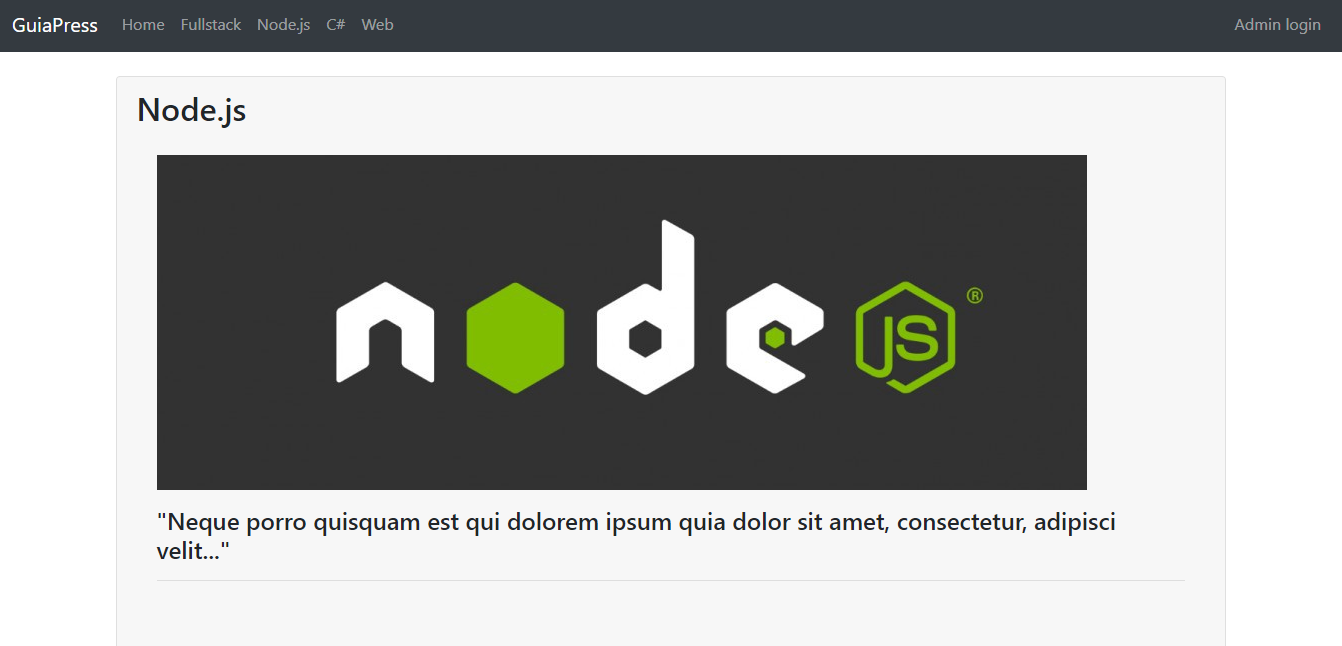 GuiaPress Home Fullstack Node.js C# Web Admin login
Node.js
node JS ®
"Neque porro quisquam est qui dolorem ipsum quia dolor sit amet, consectetur, adipisci
velit..."